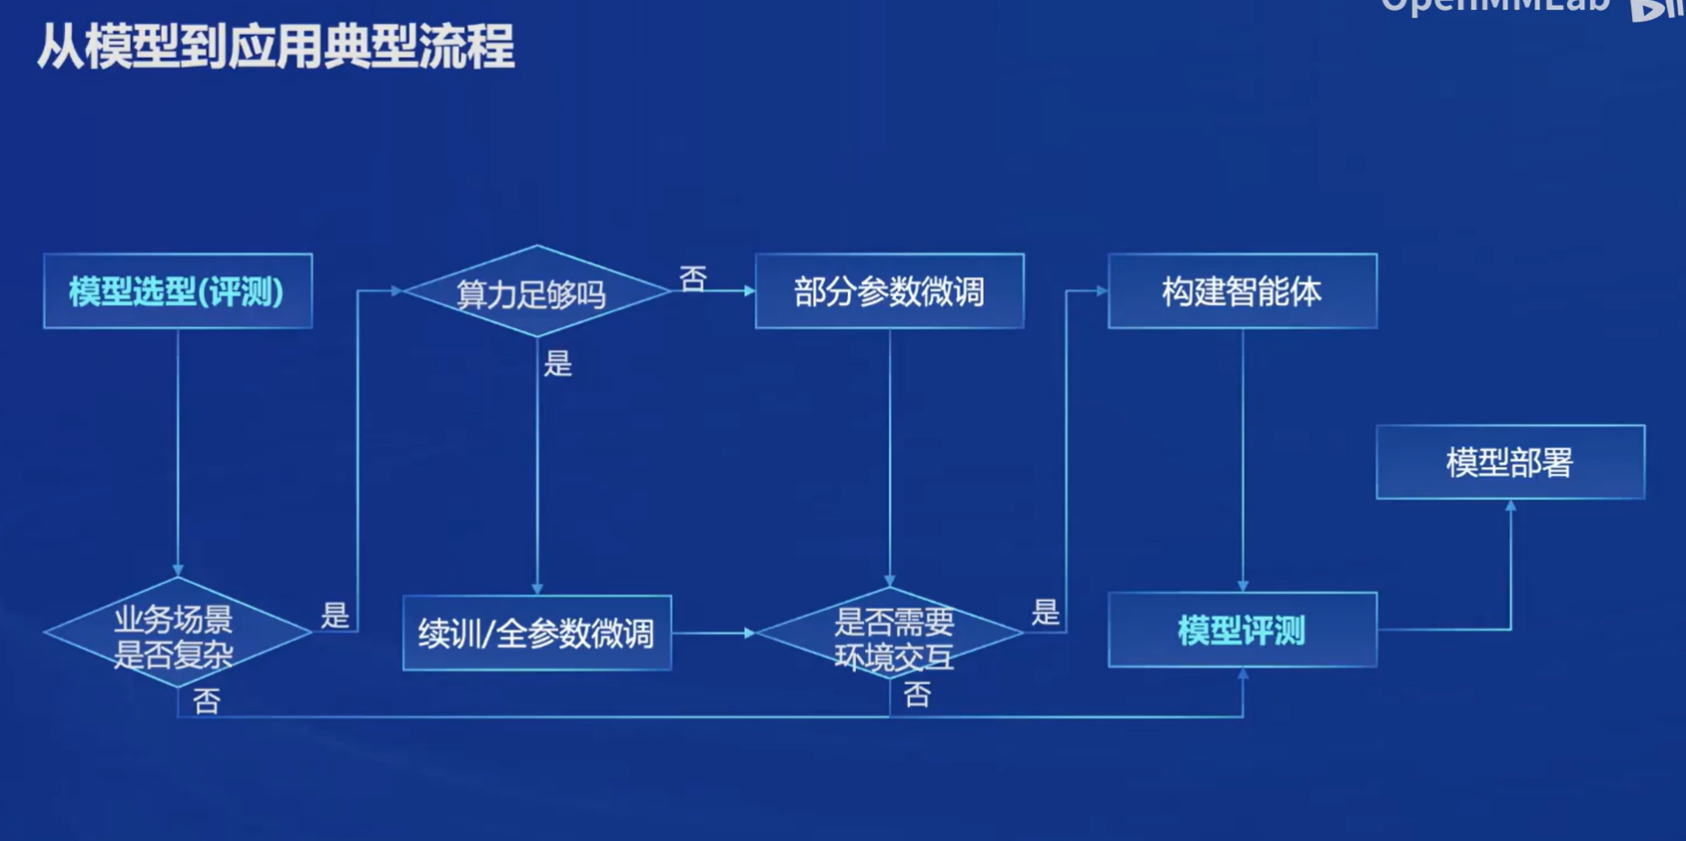 OpenMMLab
从模型到应用典型流程
模型选型(评测)
算力足够吗
否
部分参数微调
构建智能体
是
模型部署
业务场景
是否复杂
是
续训/全参数微调
是否需要
环境交互
是
模型评测
否
否